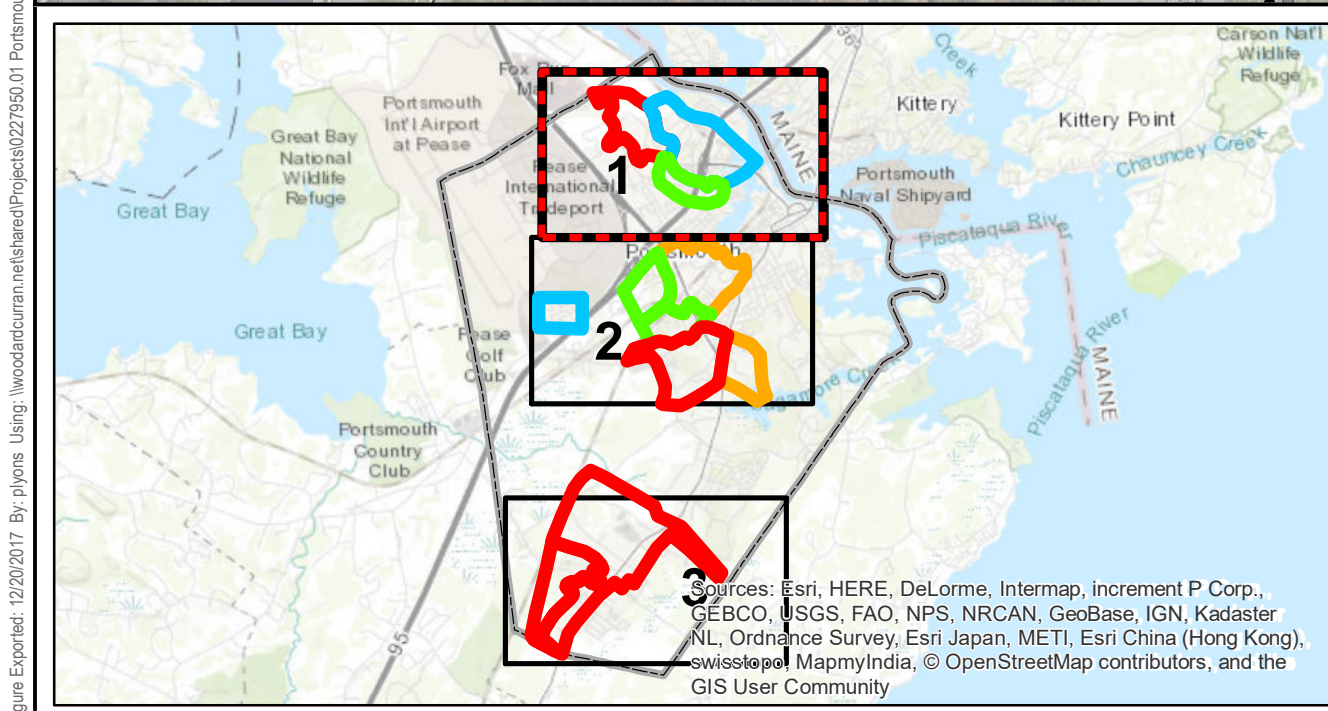 gure Exported: 12/20/2017 By: plyons Using: \\woodardcurran.net\shared\Projects\0227950.01 Portsmou
Fox Run
Mall
Portsmouth
Int'l Airport
at Pease
Great Bay
National
Wildlife
Refuge
Great Bay
Pease
International
Tradeport
1
MAINE
Creek
Kittery
Carson Nat'l
Wildlife
Refuge
Kittery Point
Chauncey Creek
Portsmouth
Naval Shipyard
Piscataqua River
Portsmouth
Great Bay
Pease
Golf
Club
2
Sagamore Creek
Piscataqua River
MAINE
Portsmouth
Country
Club
95
3
Sources: Esri, HERE, DeLorme, Intermap, increment P Corp.,
GEBCO, USGS, FAO, NPS, NRCAN, GeoBase, IGN, Kadaster
NL, Ordnance Survey, Esri Japan, METI, Esri China (Hong Kong),
swisstopo, MapmyIndia, © OpenStreetMap contributors, and the
GIS User Community